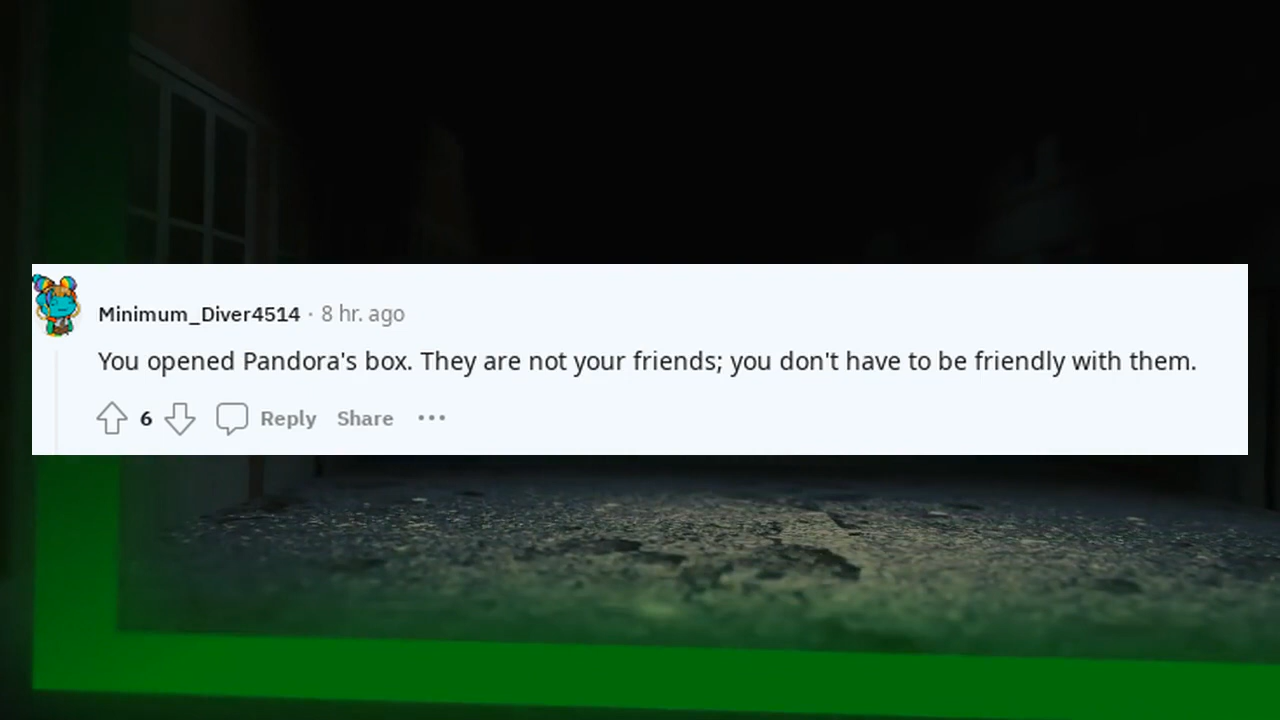 Minimum_Diver4514 · 8 hr. ago
You opened Pandora's box. They are not your friends; you don't have to be friendly with them.
6 Reply Share ···